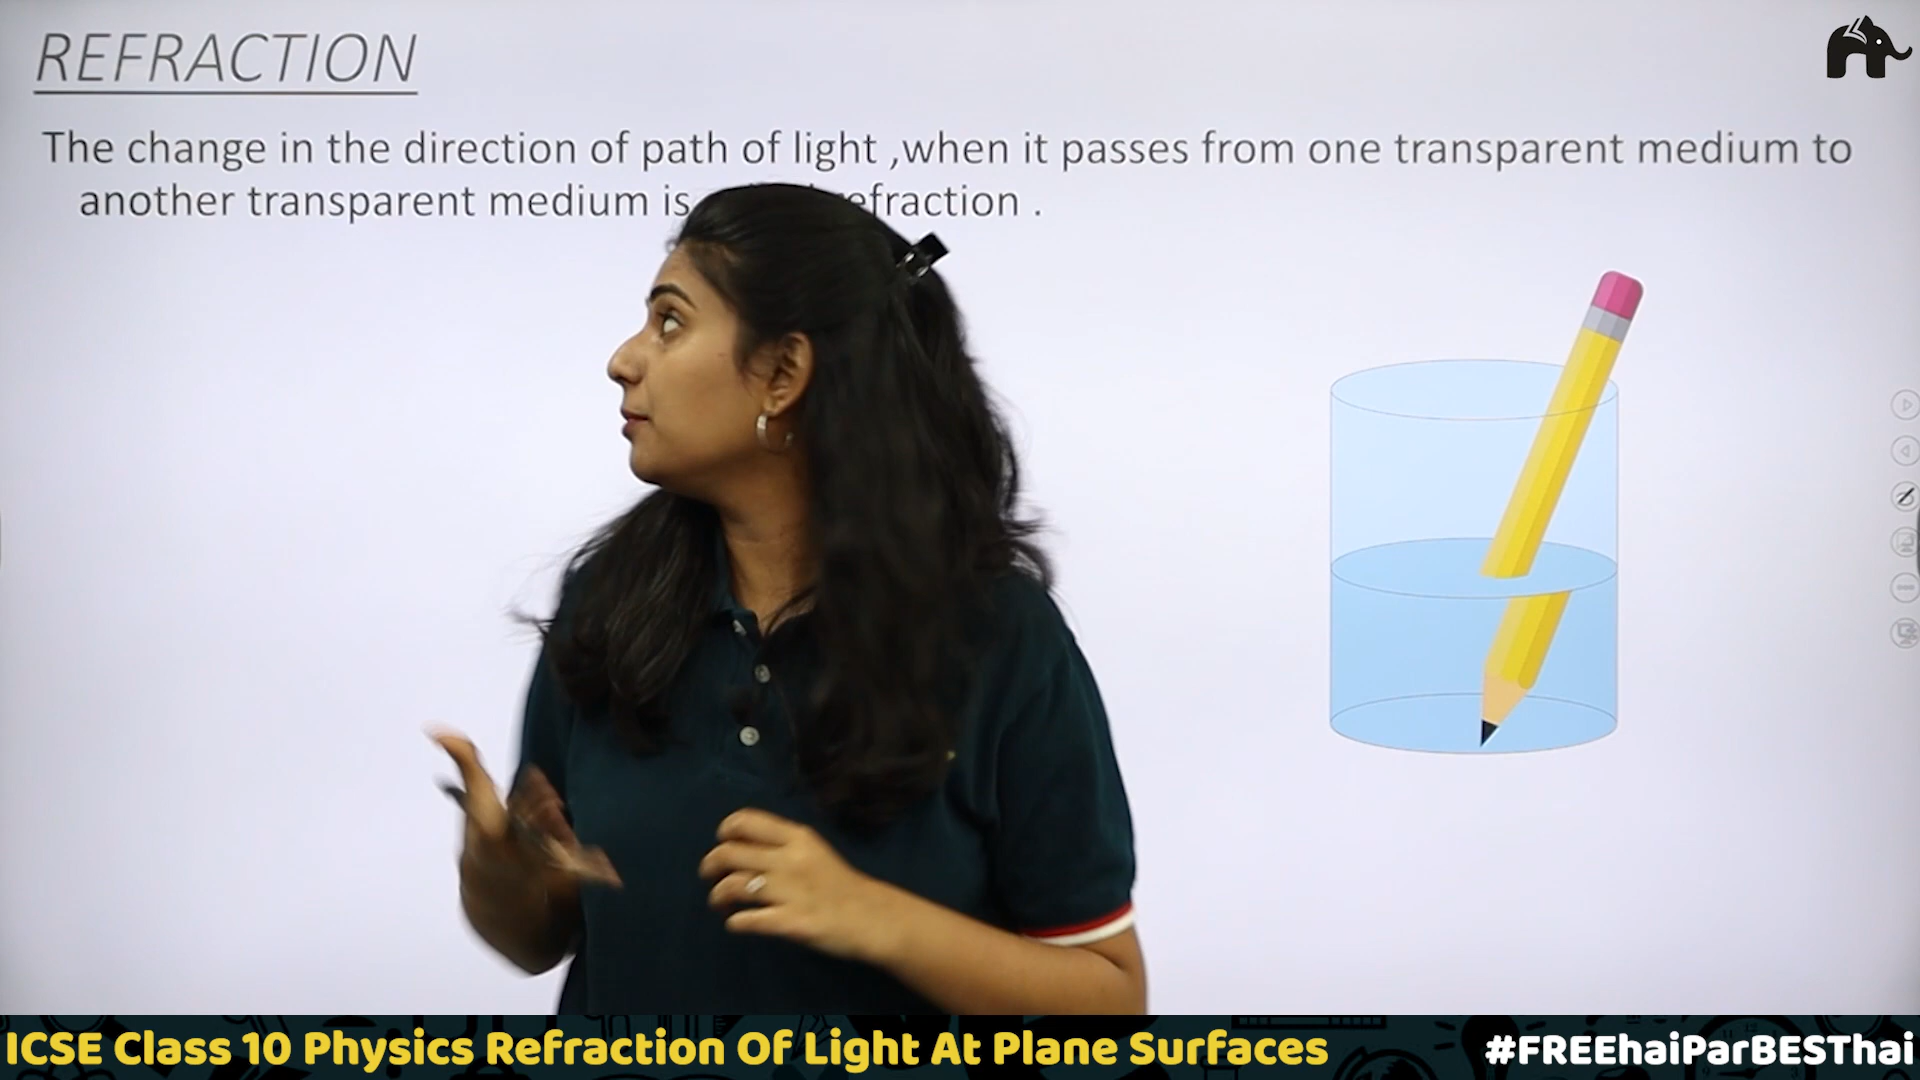 REFRACTION
The change in the direction of path of light ,when it passes from one transparent medium to
another transparent medium is efraction .
ICSE Class 10 Physics Refraction Of Light At Plane Surfaces
#FREEhaiParBESThai